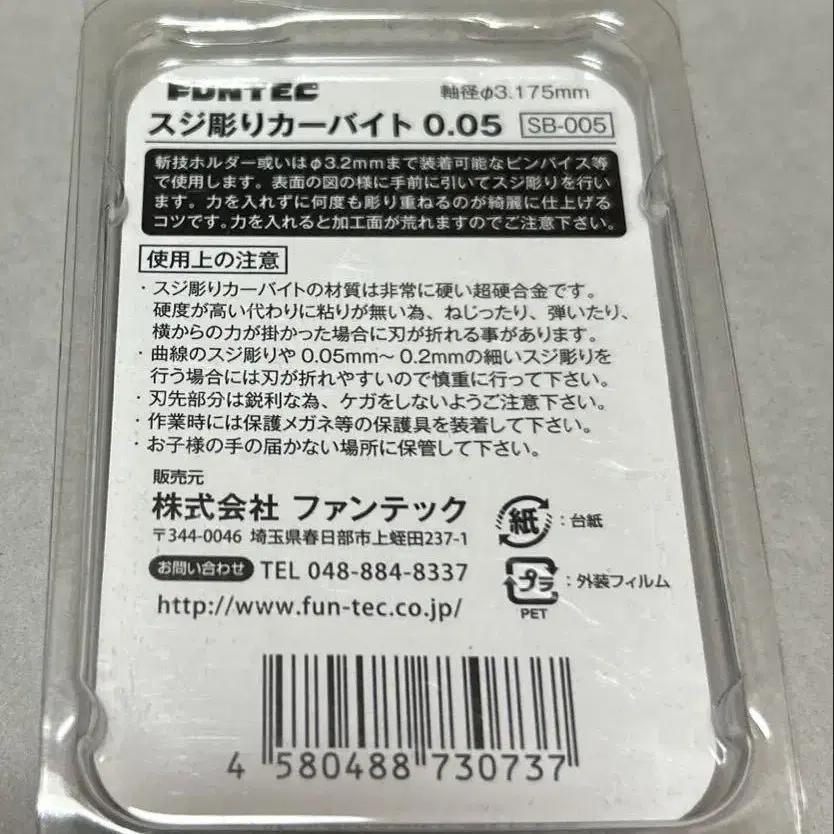 FUNTEC 軸径φ3.175mm
スジ彫りカーバイト 0.05 SB-005
斬技ホルダー或いはφ3.2mmまで装着可能なピンバイス等
で使用します。表面の図の様に手前に引いてスジ彫りを行い
ます。力を入れずに何度も彫り重ねるのが綺麗に仕上げる
コツです。力を入れると加工面が荒れますのでご注意下さい。
使用上の注意
・スジ彫りカーバイトの材質は非常に硬い超硬合金です。
硬度が高い代わりに粘りが無い為、ねじったり、弾いたり、
横からの力が掛かった場合に刃が折れる事があります。
・曲線のスジ彫りや 0.05mm〜 0.2mmの細いスジ彫りを
行う場合には刃が折れやすいので慎重に行って下さい。
・刃先部分は鋭利な為、ケガをしないようご注意下さい。
・作業時には保護メガネ等の保護具を装着して下さい。
・お子様の手の届かない場所に保管して下さい。
販売元
株式会社 ファンテック
〒344-0046 埼玉県春日部市上蛭田237-1
お問い合わせ TEL 048-884-8337
http://www.fun-tec.co.jp/
紙：台紙
プラ：外装フィルム
PET
4 580488 730737